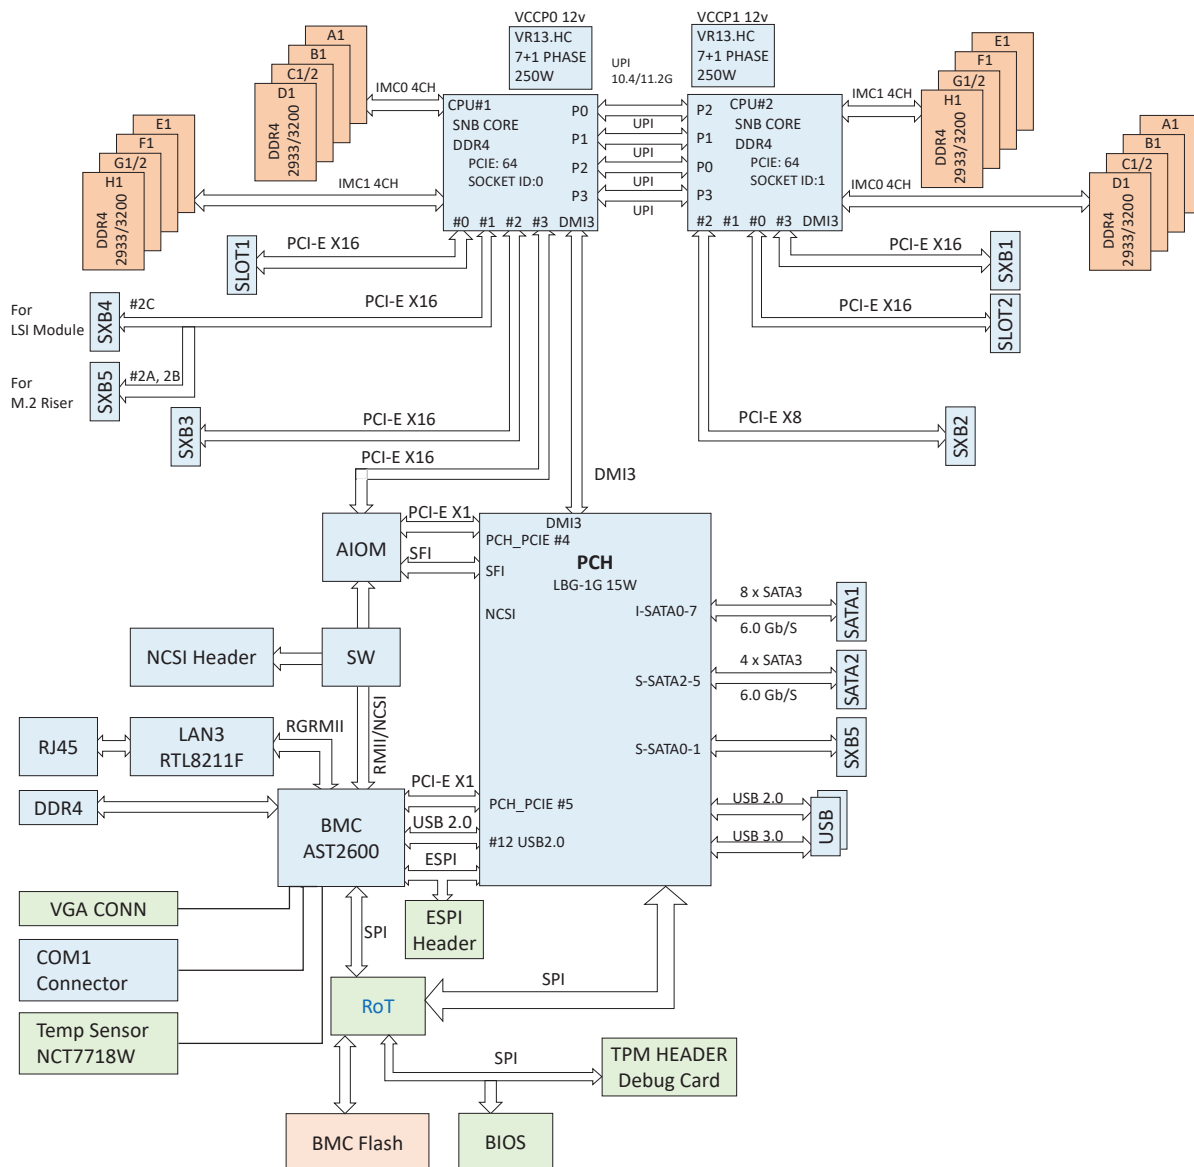 VCCP0 12v
VR13.HC
7+1 PHASE
250W
VCCP1 12v
VR13.HC
7+1 PHASE
250W
UPI
10.4/11.2G
A1
B1
C1/2
D1
DDR4
2933/3200
IMC0 4CH
E1
F1
G1/2
H1
DDR4
2933/3200
IMC1 4CH
CPU#1
SNB CORE
DDR4
PCIE: 64
SOCKET ID:0
P0
P1
P2
P3
#0 #1 #2 #3 DMI3
UPI
UPI
UPI
UPI
CPU#2
SNB CORE
DDR4
PCIE: 64
SOCKET ID:1
P2
P1
P0
P3
#2 #1 #0 #3 DMI3
IMC1 4CH
E1
F1
G1/2
H1
DDR4
2933/3200
IMC0 4CH
A1
B1
C1/2
D1
DDR4
2933/3200
SLOT1
PCI-E X16
PCI-E X16
SXB1
For
LSI Module
SXB4
#2C
PCI-E X16
PCI-E X16
SLOT2
For
M.2 Riser
SXB5
#2A, 2B
SXB3
PCI-E X16
PCI-E X8
SXB2
PCI-E X16
DMI3
AIOM
PCI-E X1
SFI
DMI3
PCH_PCIE #4
PCH
LBG-1G 15W
SFI
NCSI
I-SATA0-7
8 x SATA3
6.0 Gb/S
SATA1
S-SATA2-5
4 x SATA3
6.0 Gb/S
SATA2
S-SATA0-1
SXB5
NCSI Header
SW
RMII/NCSI
RJ45
LAN3
RTL8211F
RGRMII
DDR4
BMC
AST2600
PCI-E X1
PCH_PCIE #5
USB 2.0
#12 USB2.0
ESPI
USB 2.0
USB 3.0
USB
VGA CONN
COM1
Connector
Temp Sensor
NCT7718W
SPI
ESPI
Header
SPI
RoT
SPI
TPM HEADER
Debug Card
BMC Flash
BIOS